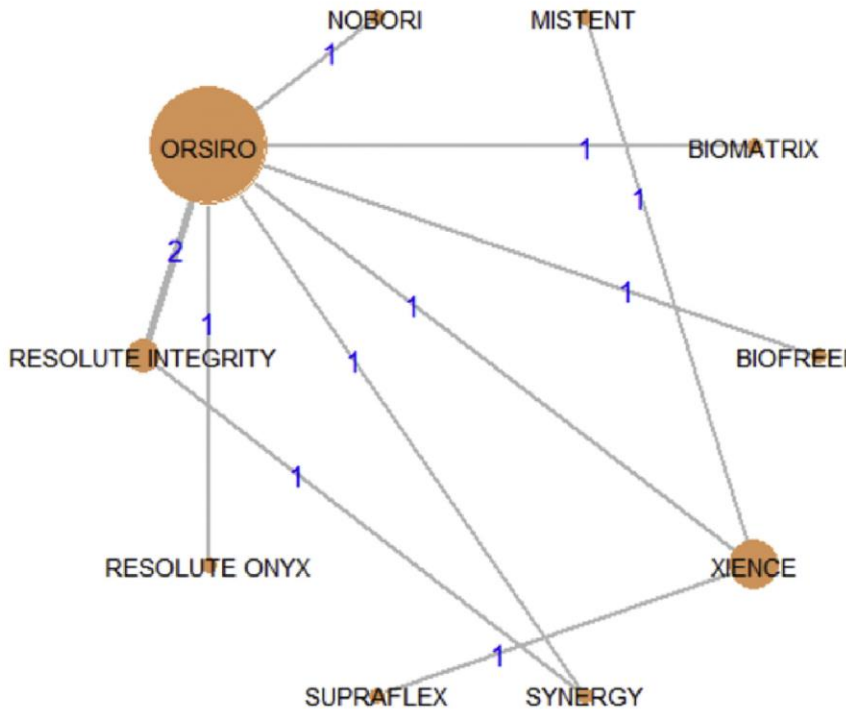 NOBORI
MISTENT
1
ORSIRO
1
BIOMATRIX
1
2
1
1
1
RESOLUTE INTEGRITY
1
BIOFREE
1
RESOLUTE ONYX
XIENCE
1
SUPRAFLEX
SYNERGY